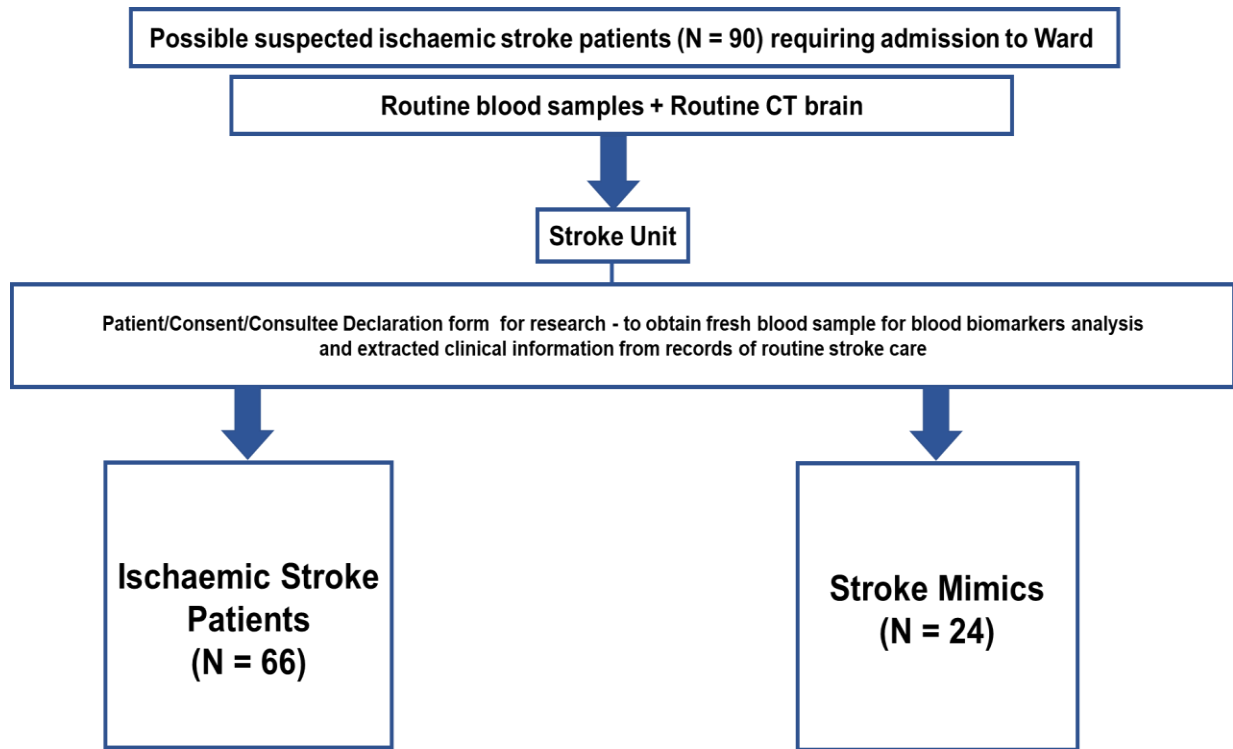 Possible suspected ischaemic stroke patients (N = 90) requiring admission to Ward
Routine blood samples + Routine CT brain
Stroke Unit
Patient/Consent/Consultee Declaration form for research - to obtain fresh blood sample for blood biomarkers analysis
and extracted clinical information from records of routine stroke care
Ischaemic Stroke
Patients
(N = 66)
Stroke Mimics
(N = 24)